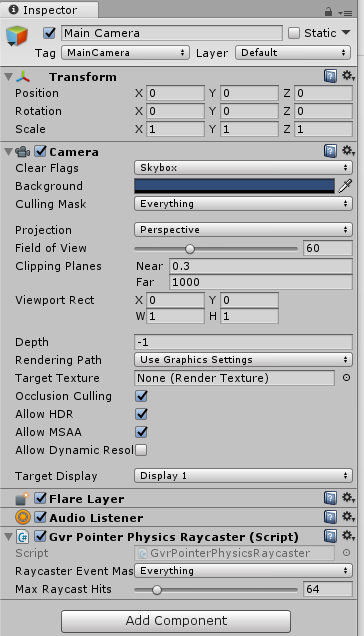 Inspector
Main Camera Static
Tag MainCamera Layer Default
Transform
Position X 0 Y 0 Z 0
Rotation X 0 Y 0 Z 0
Scale X 1 Y 1 Z 1
Camera
Clear Flags Skybox
Background
Culling Mask Everything
Projection Perspective
Field of View 60
Clipping Planes Near 0.3
Far 1000
Viewport Rect X 0 Y 0
W 1 H 1
Depth -1
Rendering Path Use Graphics Settings
Target Texture None (Render Texture)
Occlusion Culling
Allow HDR
Allow MSAA
Allow Dynamic Resol
Target Display Display 1
Flare Layer
Audio Listener
Gvr Pointer Physics Raycaster (Script)
Script GvrPointerPhysicsRaycaster
Raycaster Event Mas Everything
Max Raycast Hits 64
Add Component